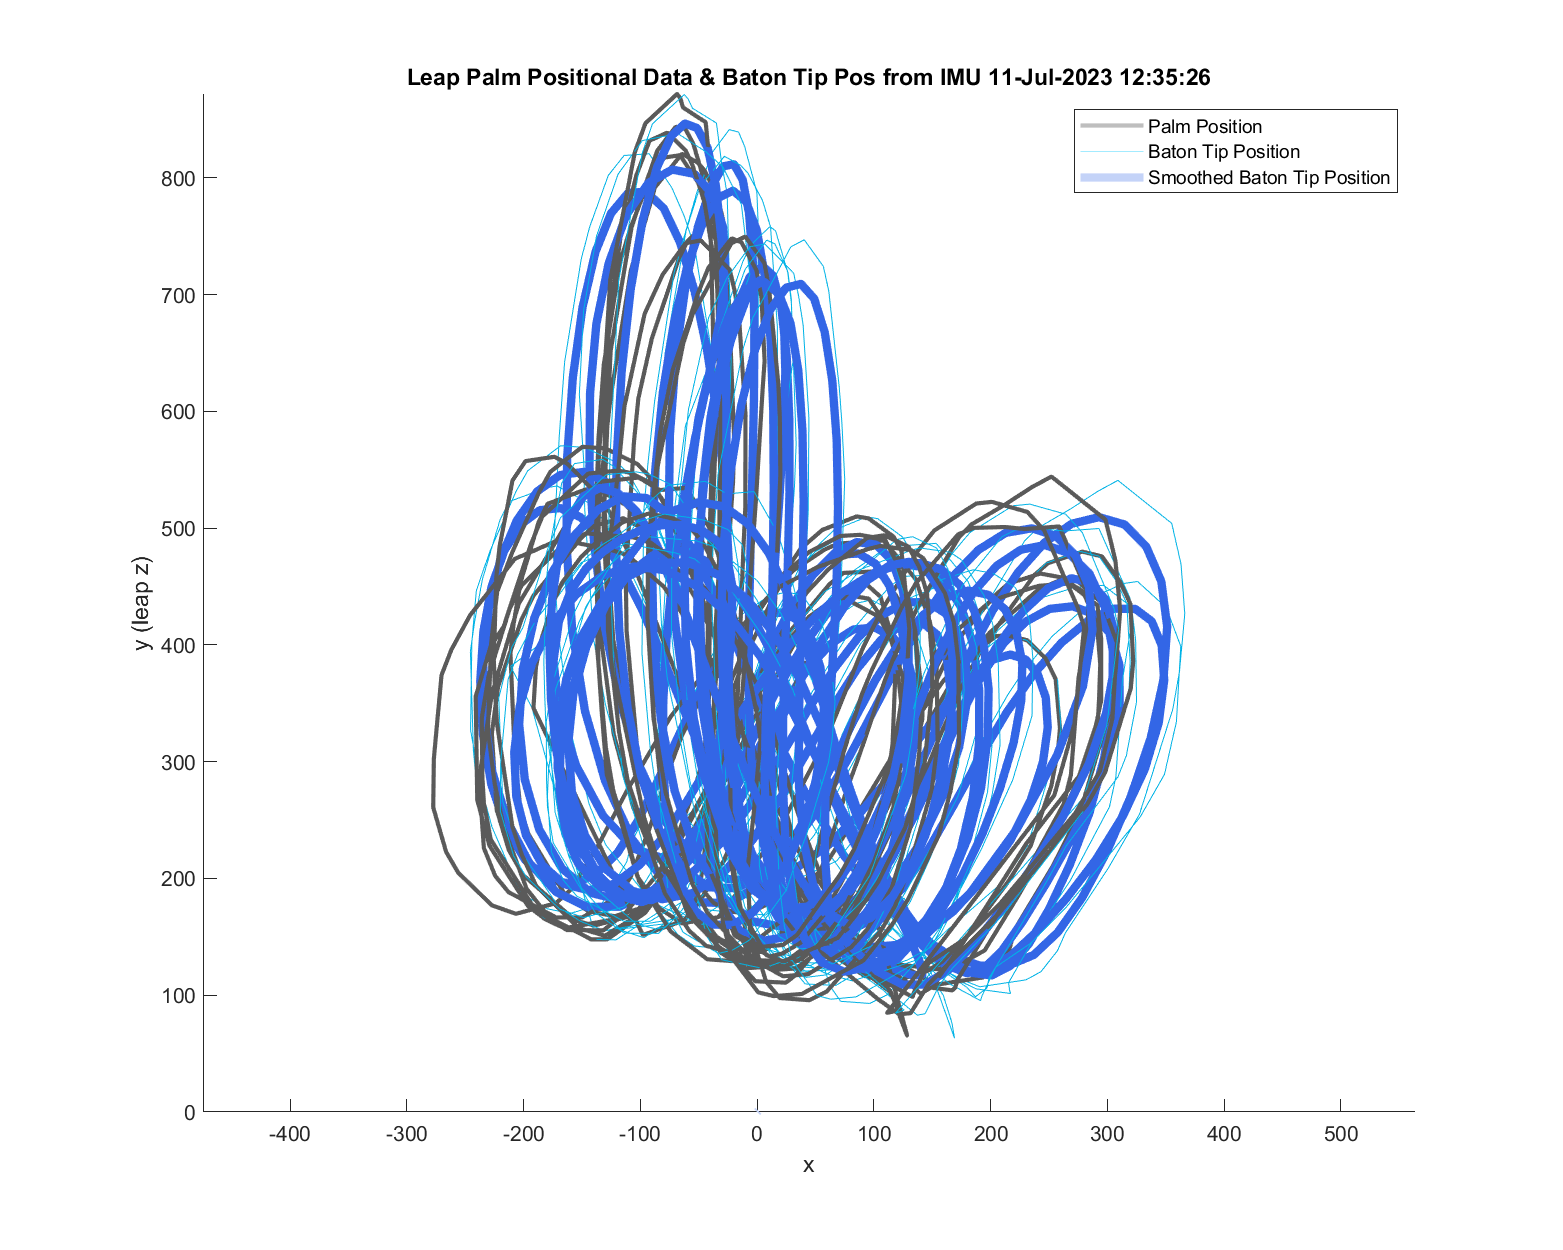 Leap Palm Positional Data & Baton Tip Pos from IMU 11-Jul-2023 12:35:26
Palm Position
Baton Tip Position
Smoothed Baton Tip Position
800
700
600
500
400
300
200
100
0
y (leap z)
-400 -300 -200 -100 0 100 200 300 400 500
x